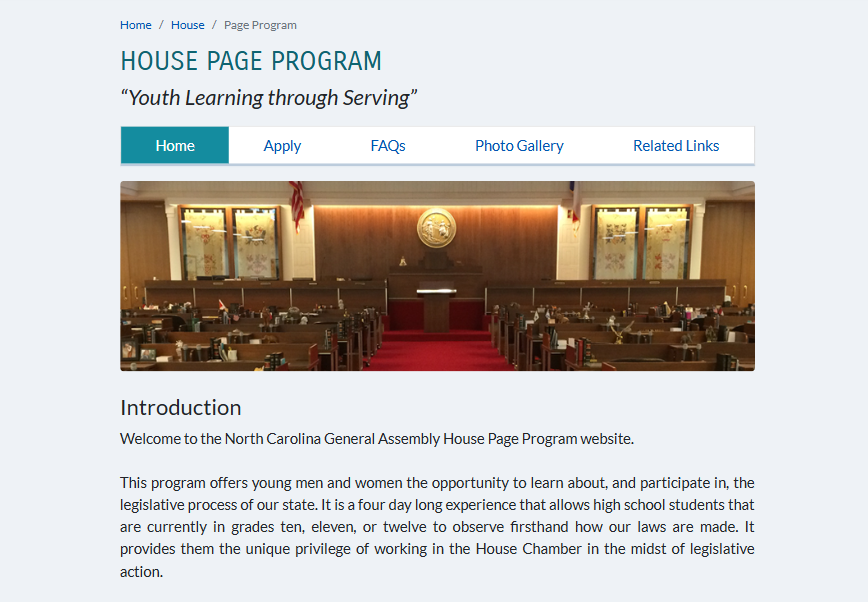 Home / House / Page Program
HOUSE PAGE PROGRAM
“Youth Learning through Serving”
Home Apply FAQs Photo Gallery Related Links
Introduction
Welcome to the North Carolina General Assembly House Page Program website.
This program offers young men and women the opportunity to learn about, and participate in, the
legislative process of our state. It is a four day long experience that allows high school students that
are currently in grades ten, eleven, or twelve to observe firsthand how our laws are made. It
provides them the unique privilege of working in the House Chamber in the midst of legislative
action.